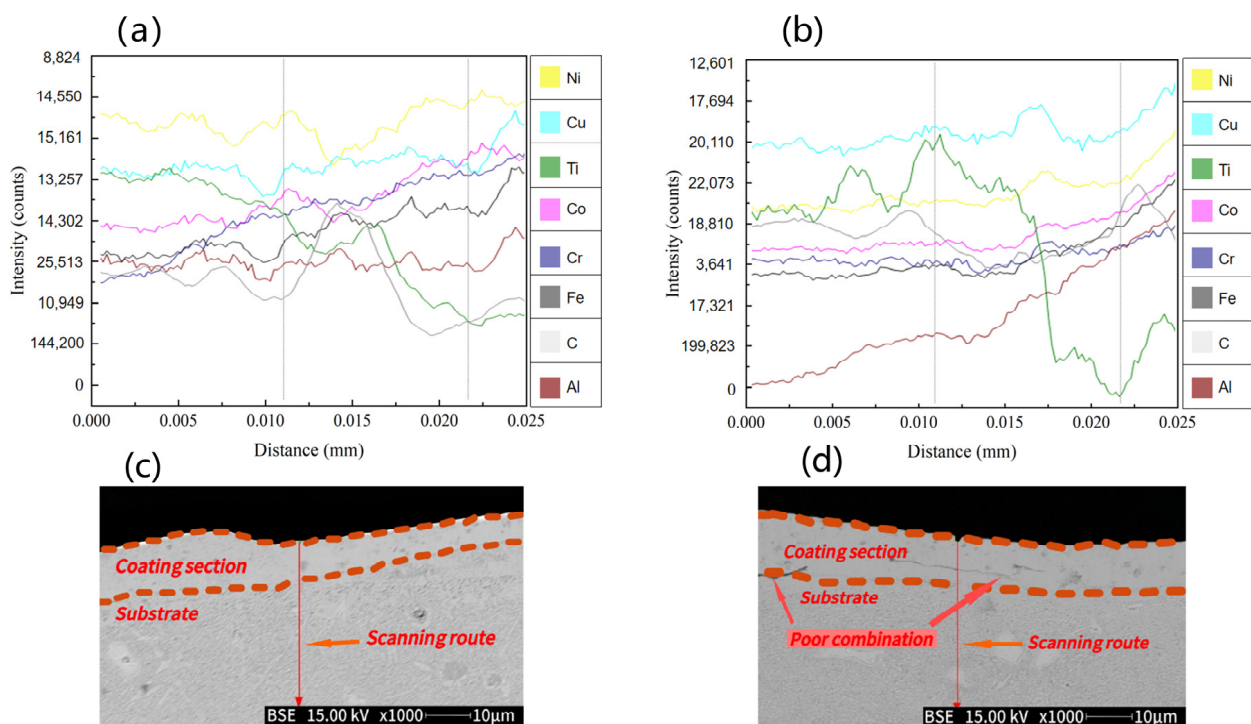 (a)
8,824
14,550
15,161
13,257
14,302
25,513
10,949
144,200
0
Intensity (counts)
0.000
0.005
0.010
0.015
0.020
0.025
Distance (mm)
Ni
Cu
Ti
Co
Cr
Fe
C
Al
(b)
12,601
17,694
20,110
22,073
18,810
3,641
17,321
199,823
0
Intensity (counts)
0.000
0.005
0.010
0.015
0.020
0.025
Distance (mm)
Ni
Cu
Ti
Co
Cr
Fe
C
Al
(c)
Coating section
Substrate
Scanning route
BSE 15.00 kV x1000 10μm
(d)
Coating section
Substrate
Poor combination
Scanning route
BSE 15.00 kV x1000 10μm